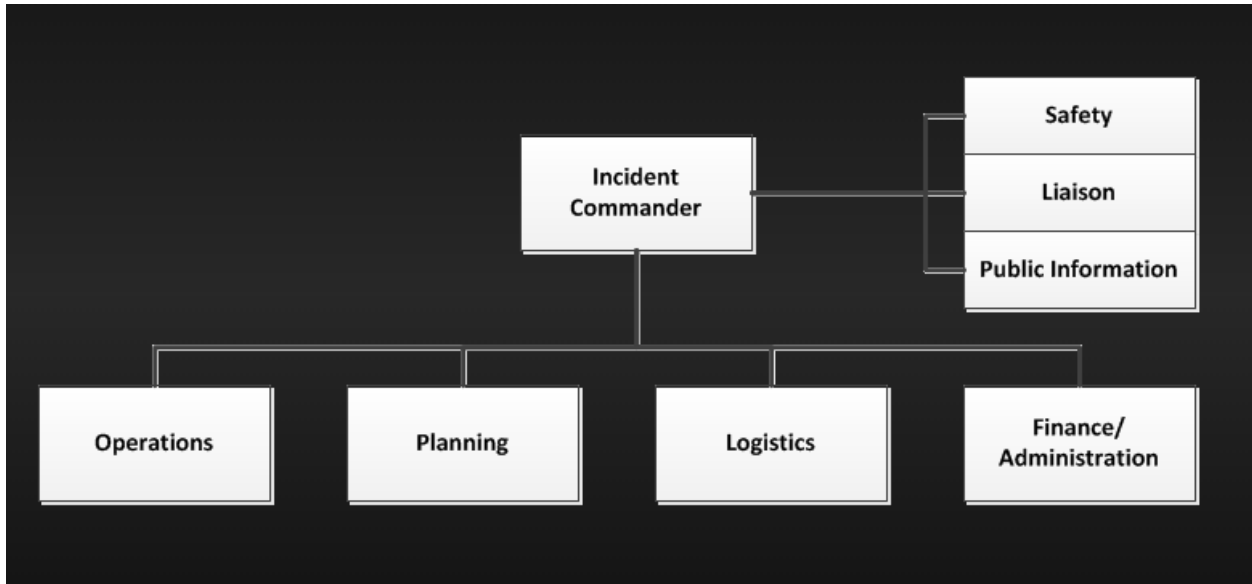 Safety
Incident
Commander
Liaison
Public Information
Operations
Planning
Logistics
Finance/
Administration